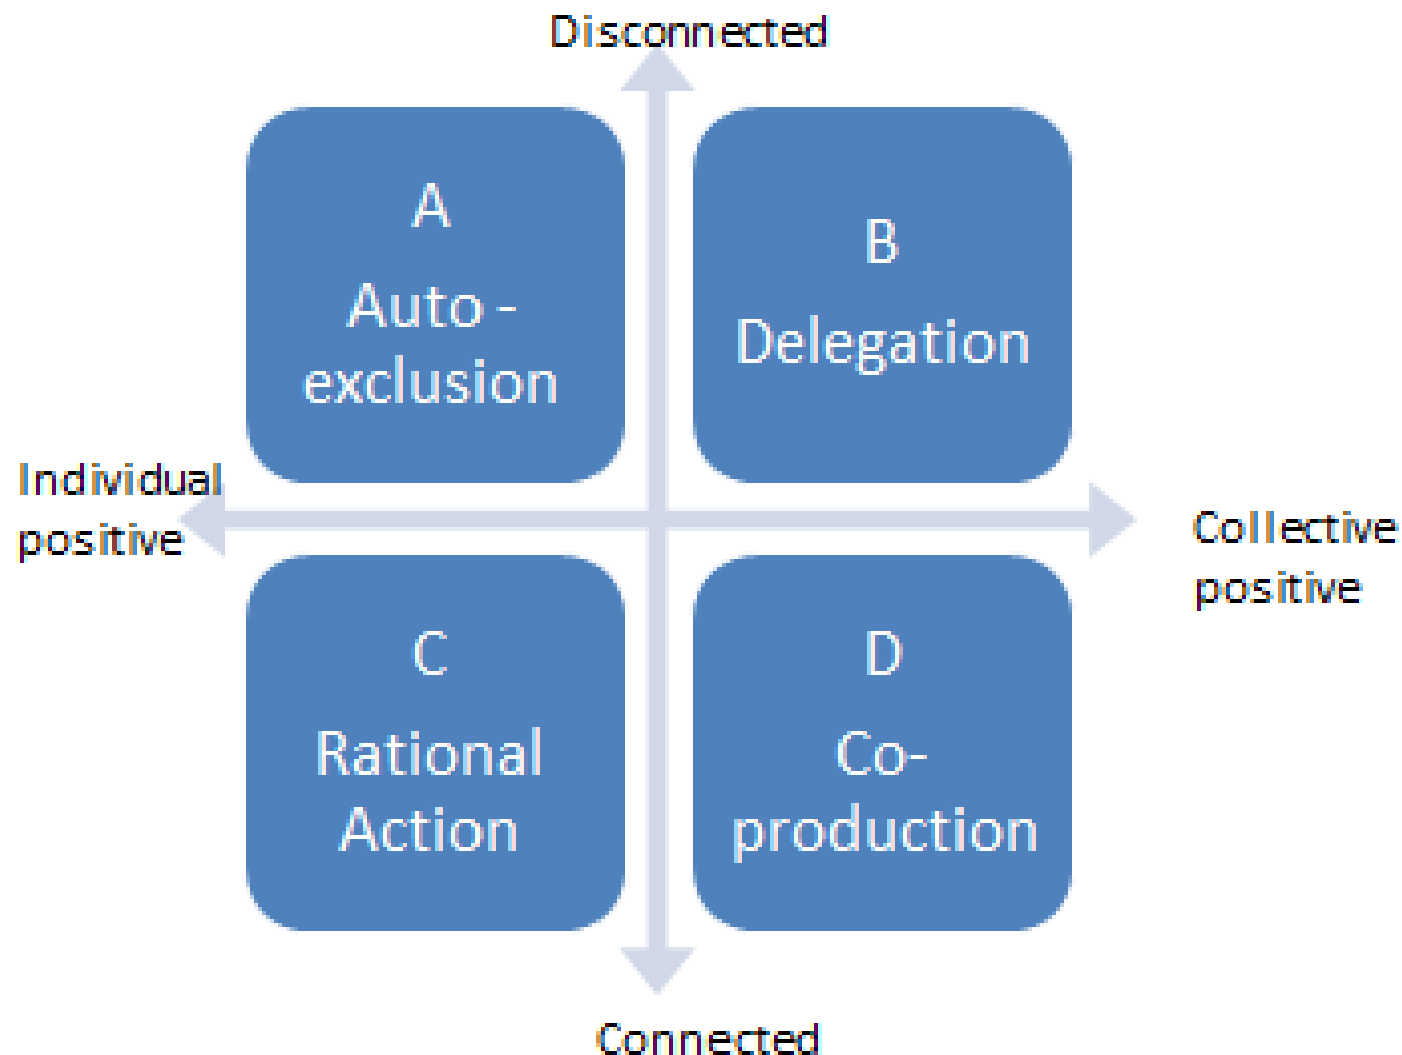 Disconnected
A
Auto -
exclusion
B
Delegation
Individual
positive
Collective
positive
C
Rational
Action
D
Co-
production
Connected